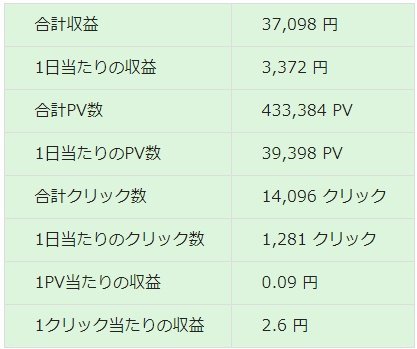 合計収益 37,098 円
1日当たりの収益 3,372 円
合計PV数 433,384 PV
1日当たりのPV数 39,398 PV
合計クリック数 14,096 クリック
1日当たりのクリック数 1,281 クリック
1PV当たりの収益 0.09 円
1クリック当たりの収益 2.6 円